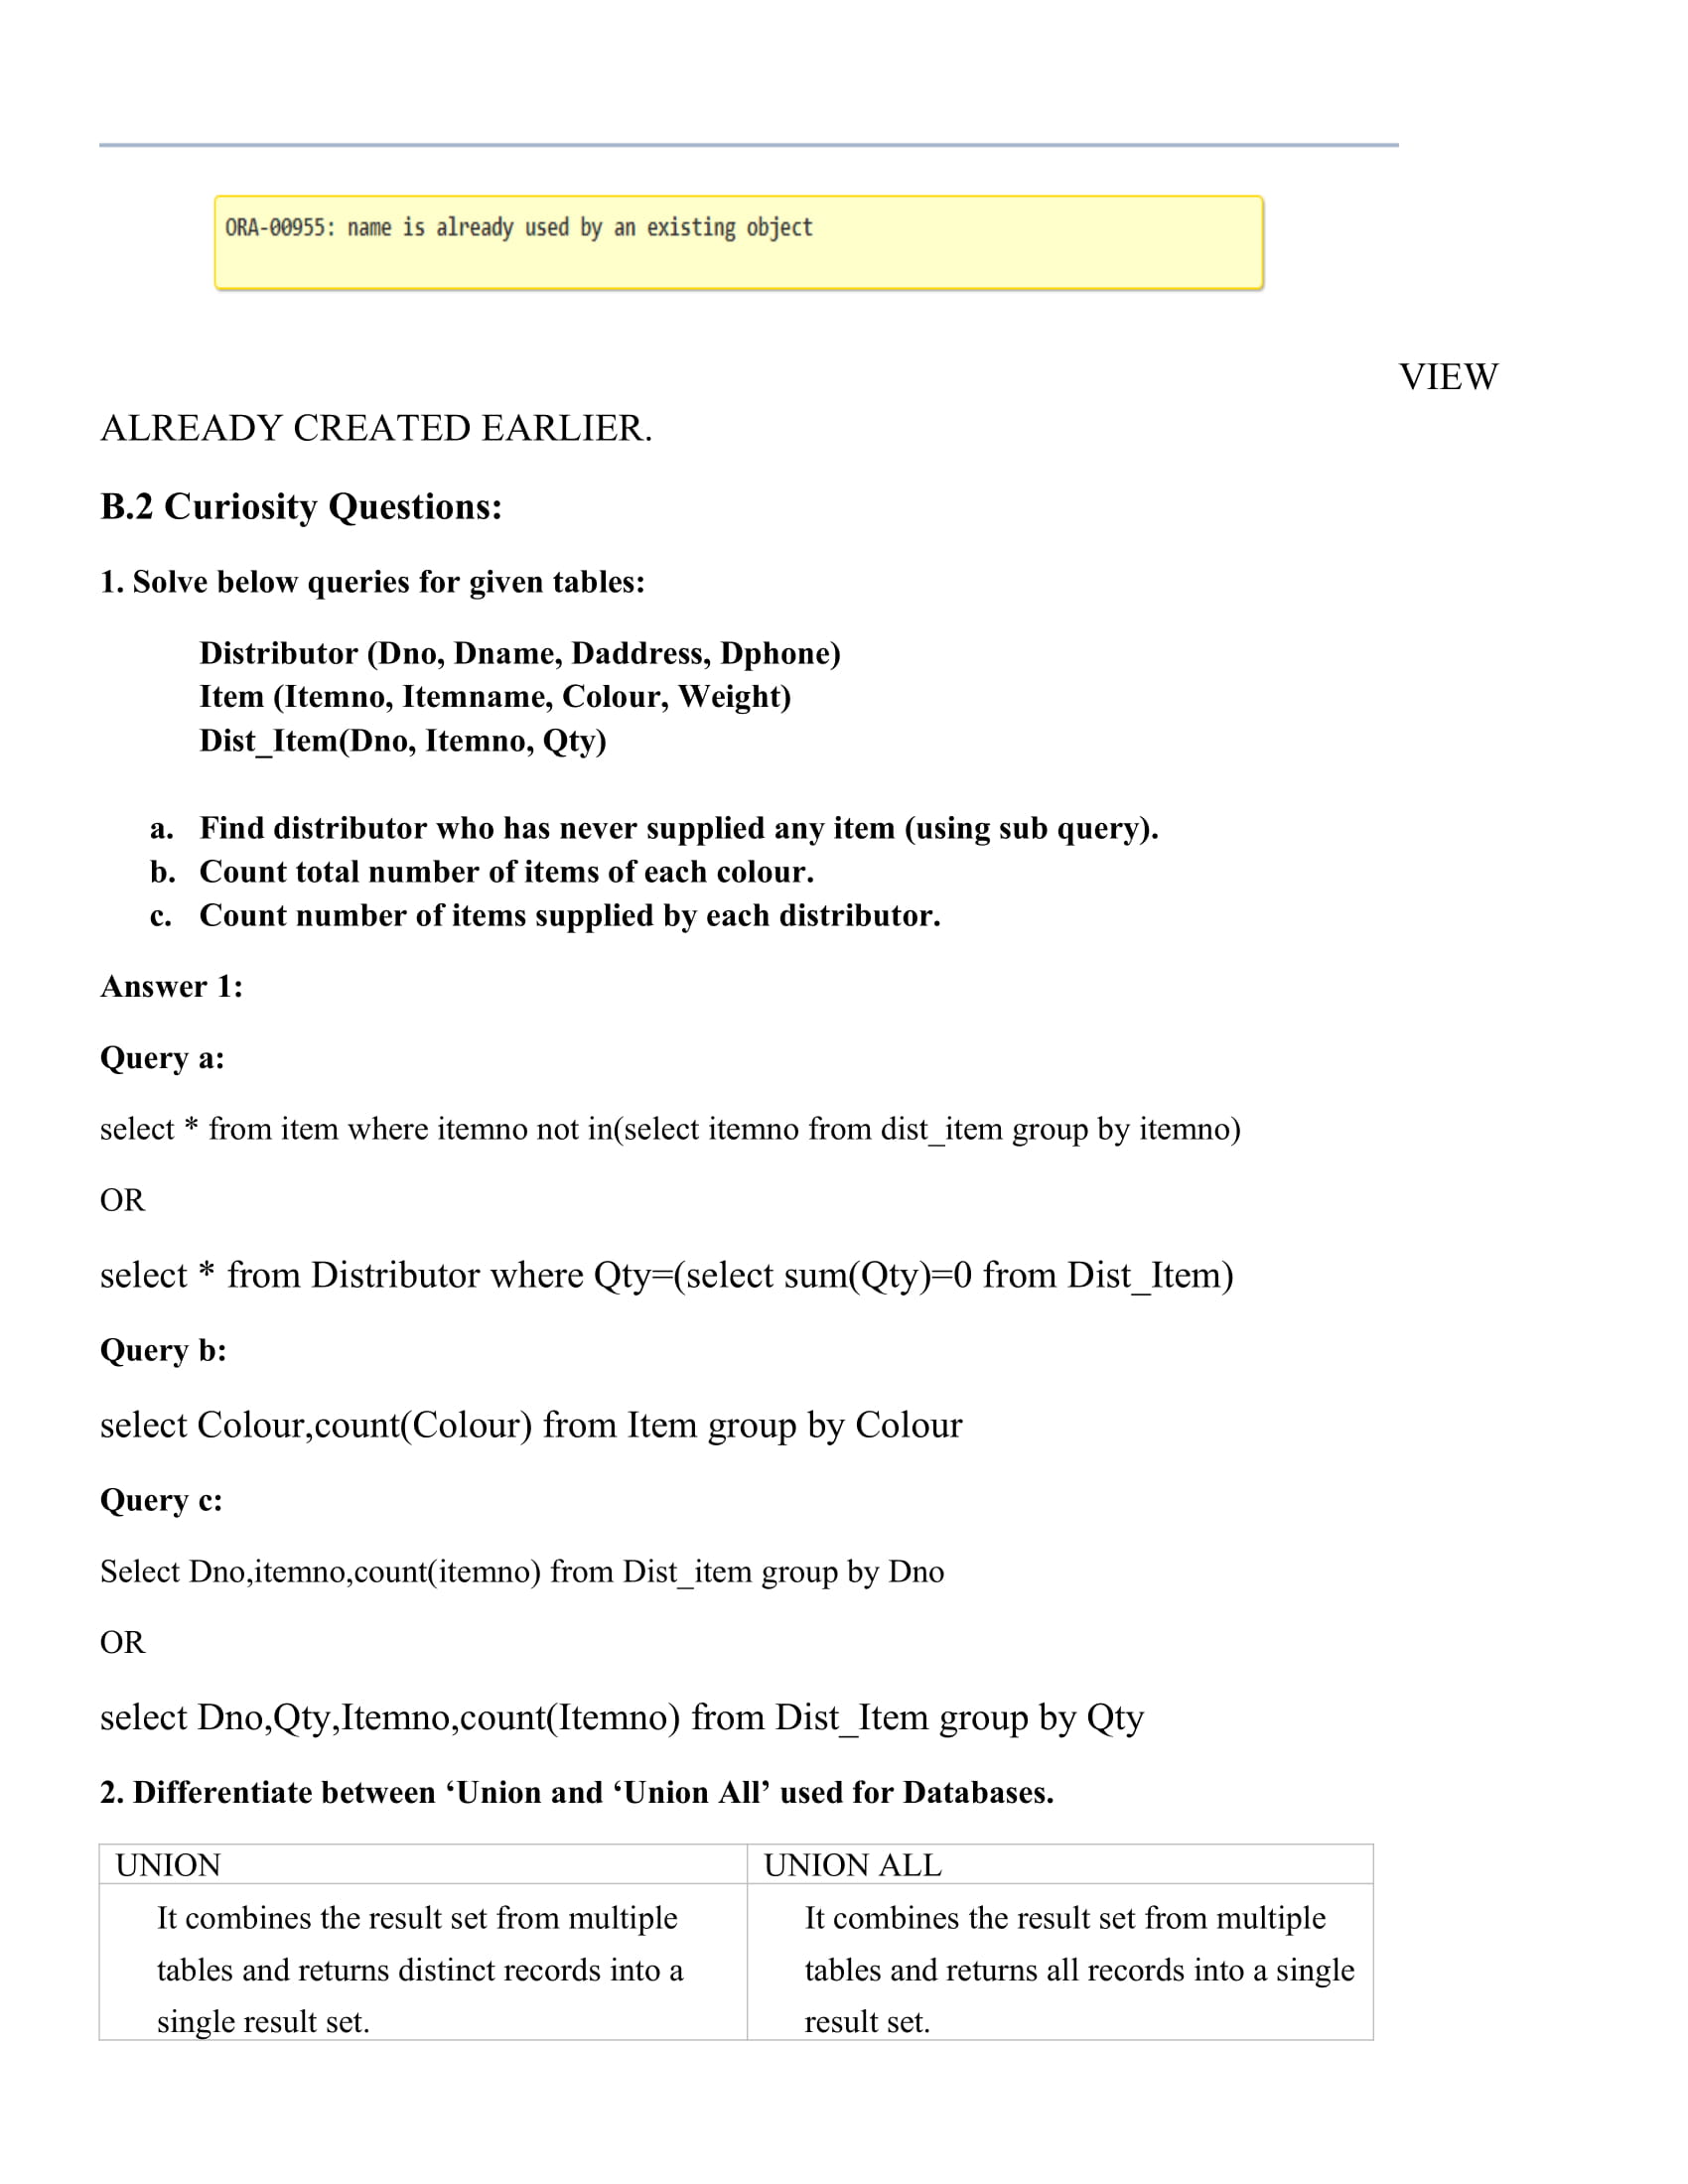 ORA-00955: name is already used by an existing object
VIEW
ALREADY CREATED EARLIER.
B.2 Curiosity Questions:
1. Solve below queries for given tables:
Distributor (Dno, Dname, Daddress, Dphone)
Item (Itemno, Itemname, Colour, Weight)
Dist_Item(Dno, Itemno, Qty)
a. Find distributor who has never supplied any item (using sub query).
b. Count total number of items of each colour.
c. Count number of items supplied by each distributor.
Answer 1:
Query a:
select * from item where itemno not in(select itemno from dist_item group by itemno)
OR
select * from Distributor where Qty=(select sum(Qty)=0 from Dist_Item)
Query b:
select Colour,count(Colour) from Item group by Colour
Query c:
Select Dno,itemno,count(itemno) from Dist_item group by Dno
OR
select Dno,Qty,Itemno,count(Itemno) from Dist_Item group by Qty
2. Differentiate between ‘Union and ‘Union All’ used for Databases.
UNION
UNION ALL
It combines the result set from multiple
tables and returns distinct records into a
single result set.
It combines the result set from multiple
tables and returns all records into a single
result set.